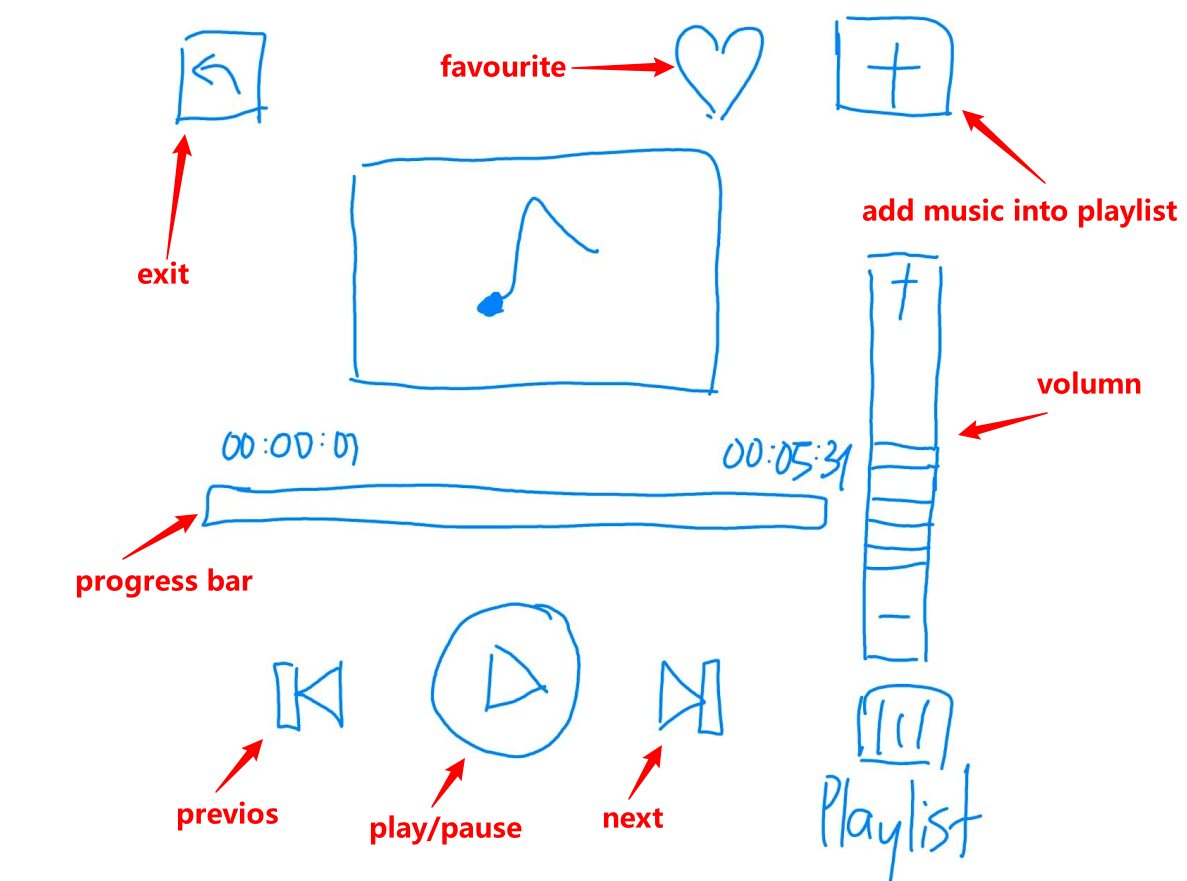 favourite
add music into playlist
exit
volumn
00:00:01
00:05:31
progress bar
previos
play/pause
next
Playlist